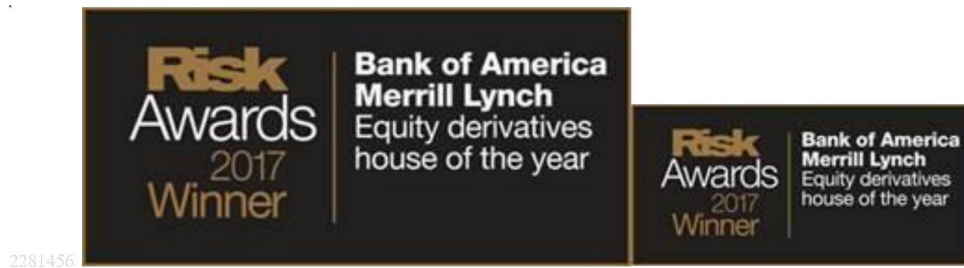 Risk
Awards
2017
Winner
Bank of America
Merrill Lynch
Equity derivatives
house of the year
Risk
Awards
2017
Winner
Bank of America
Merrill Lynch
Equity derivatives
house of the year
2281456